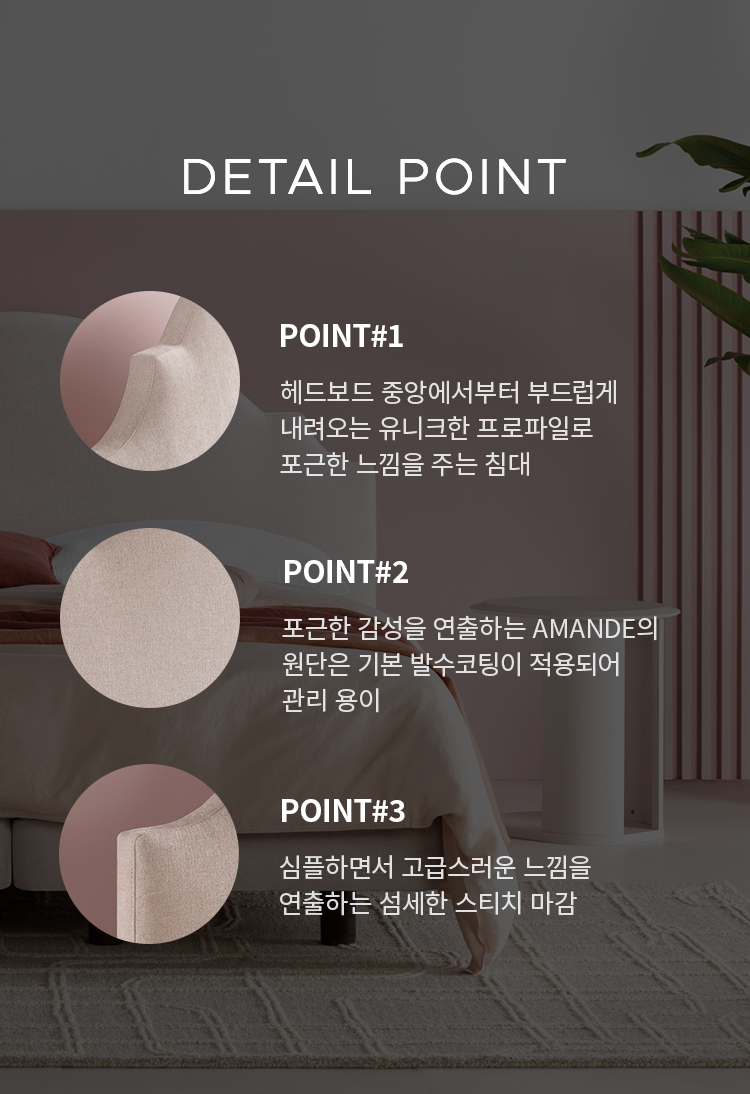 DETAIL POINT
POINT#1
헤드보드 중앙에서부터 부드럽게
내려오는 유니크한 프로파일로
포근한 느낌을 주는 침대
POINT#2
포근한 감성을 연출하는 AMANDE의
원단은 기본 발수코팅이 적용되어
관리 용이
POINT#3
심플하면서 고급스러운 느낌을
연출하는 섬세한 스티치 마감